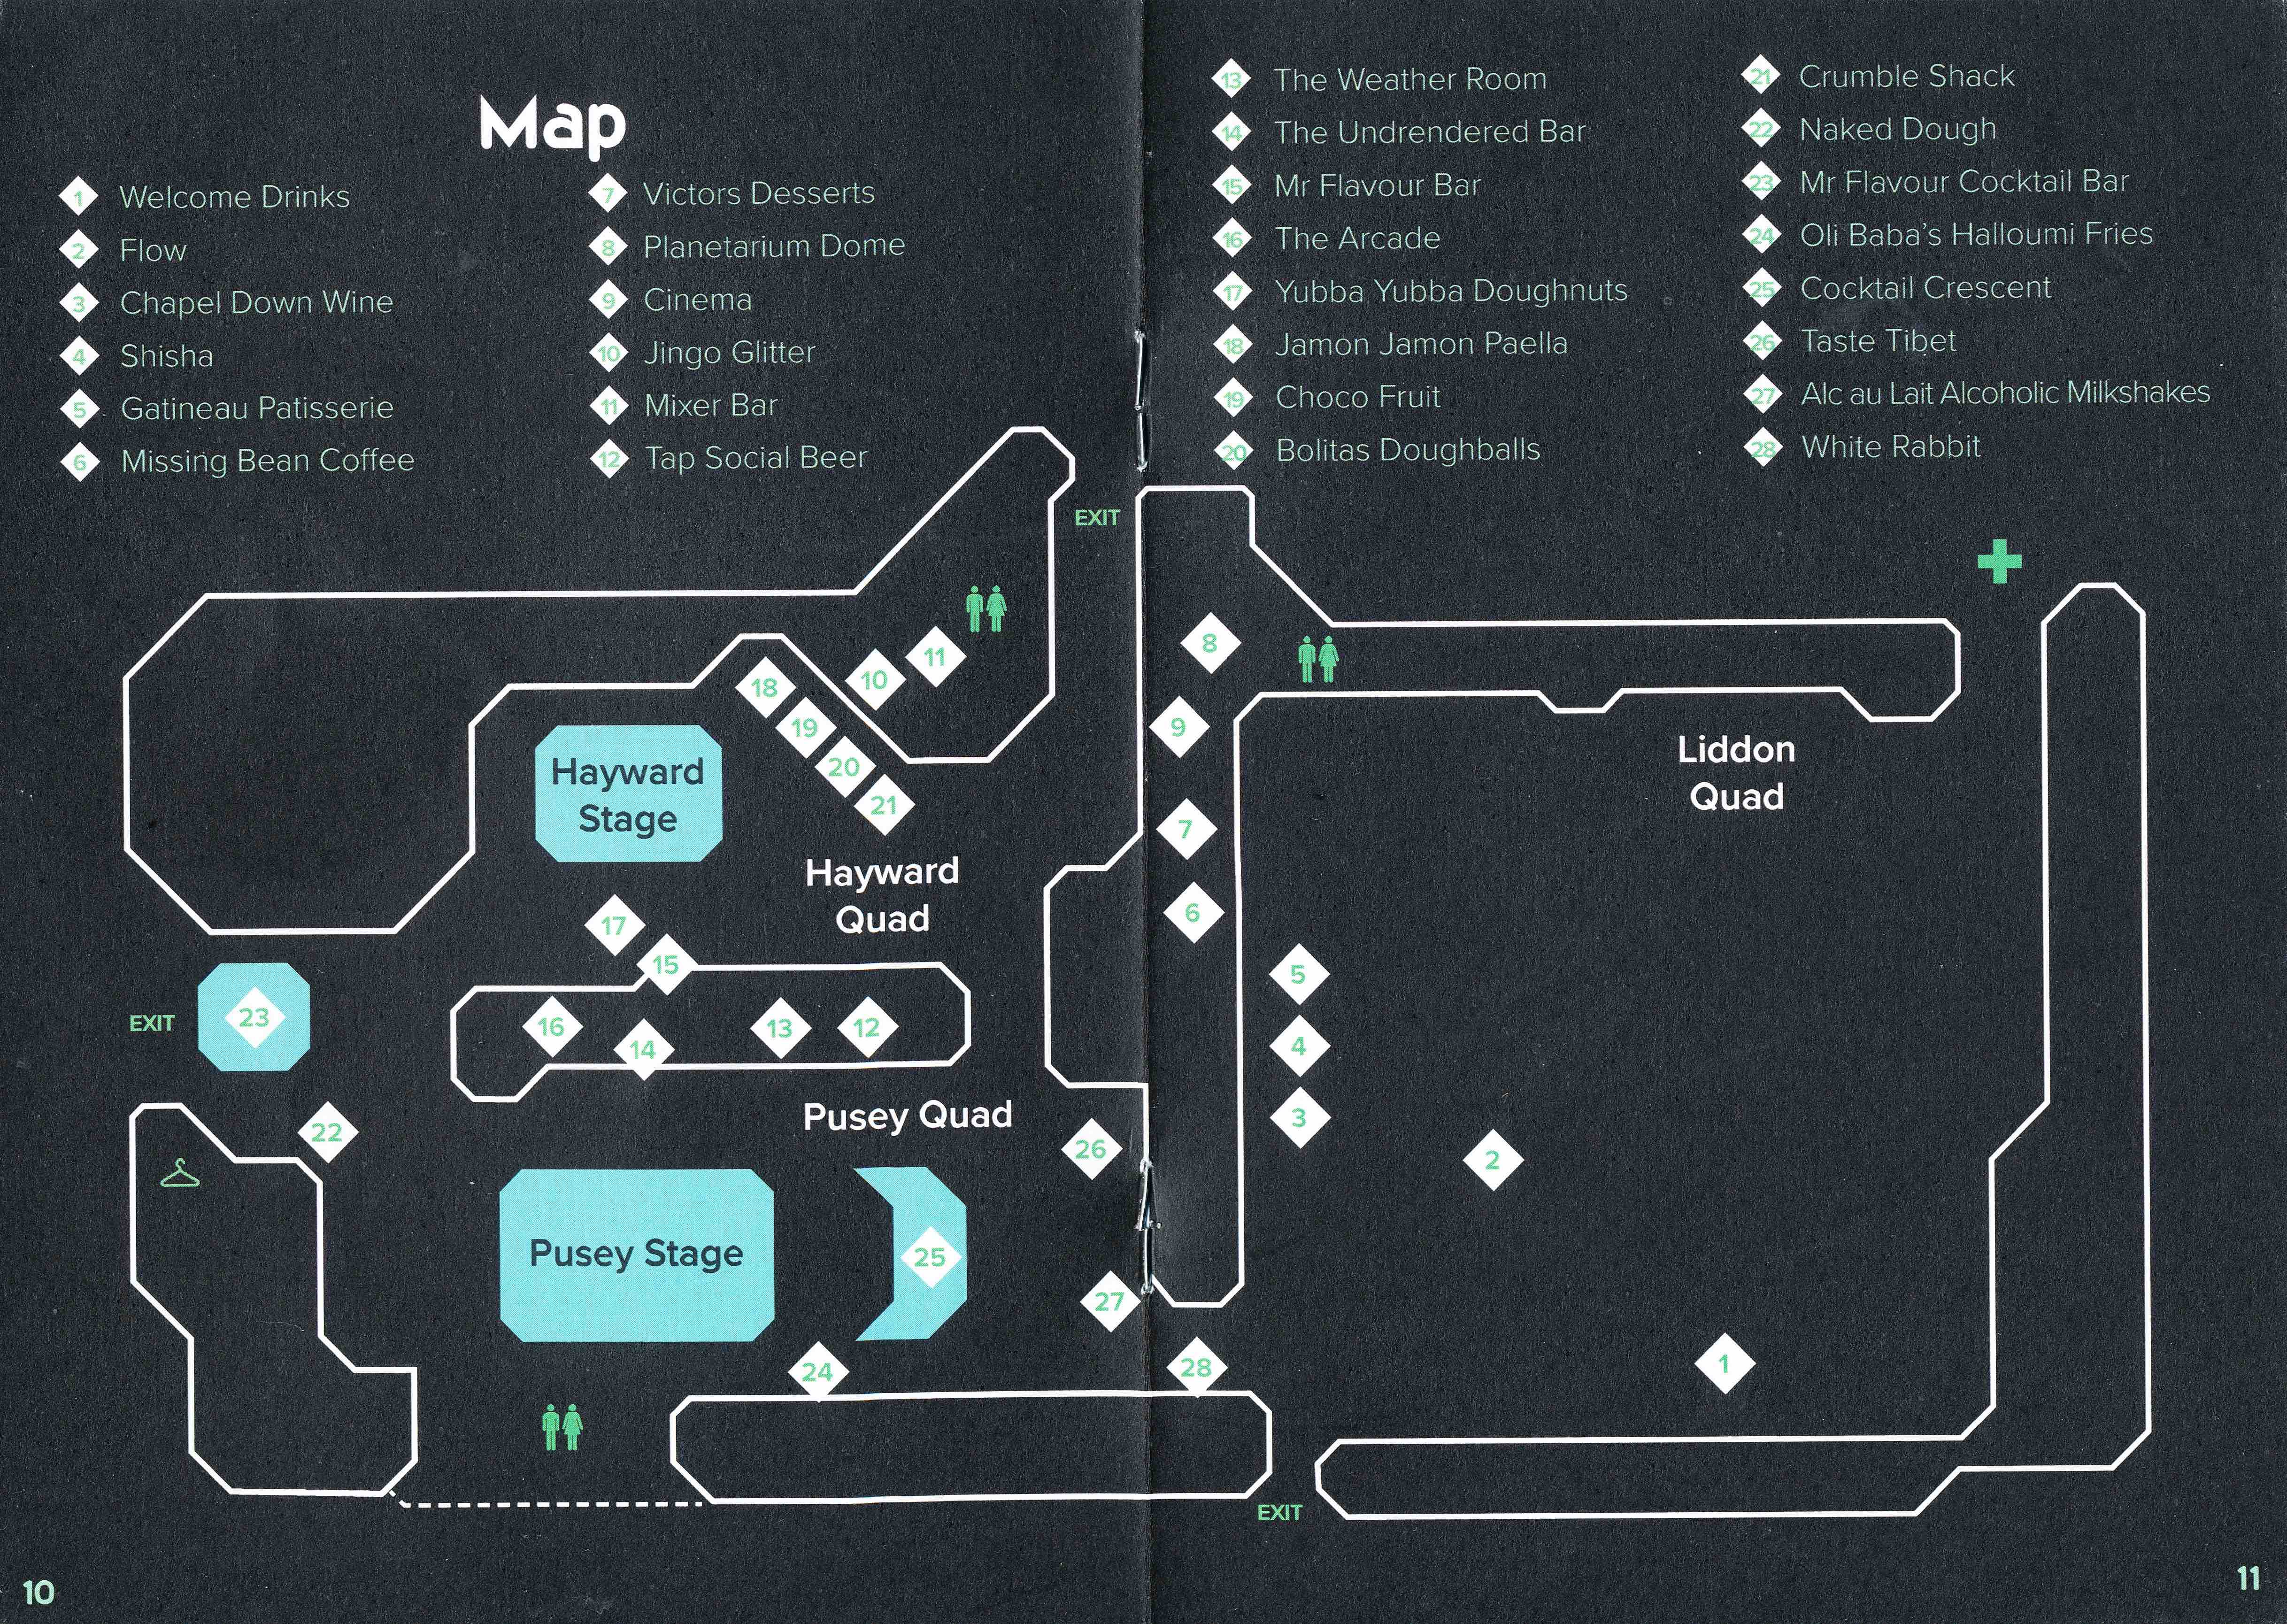 Map
1 Welcome Drinks
2 Flow
3 Chapel Down Wine
4 Shisha
5 Gatineau Patisserie
6 Missing Bean Coffee
7 Victors Desserts
8 Planetarium Dome
9 Cinema
10 Jingo Glitter
11 Mixer Bar
12 Tap Social Beer
13 The Weather Room
14 The Undrendered Bar
15 Mr Flavour Bar
16 The Arcade
17 Yubba Yubba Doughnuts
18 Jamon Jamon Paella
19 Choco Fruit
20 Bolitas Doughballs
21 Crumble Shack
22 Naked Dough
23 Mr Flavour Cocktail Bar
24 Oli Baba's Halloumi Fries
25 Cocktail Crescent
26 Taste Tibet
27 Alc au Lait Alcoholic Milkshakes
28 White Rabbit
EXIT
11
10
18
19
20
21
Hayward
Stage
Hayward
Quad
17
15
16
14
13
12
EXIT
23
22
Pusey Quad
Pusey Stage
25
26
27
24
28
8
9
7
6
5
4
3
2
1
Liddon
Quad
EXIT
10
11